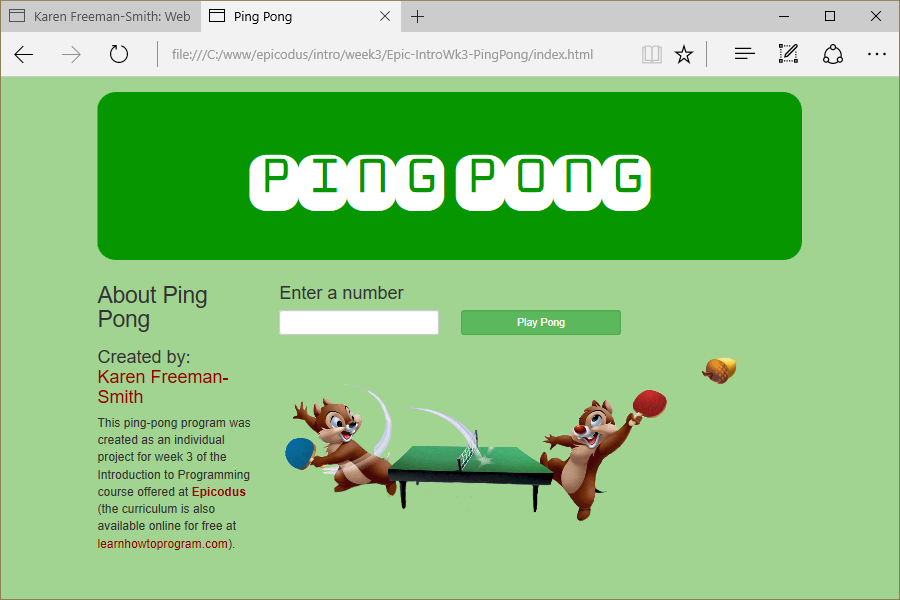 Karen Freeman-Smith: Web
Ping Pong
file:///C:/www/epicodus/intro/week3/Epic-IntroWk3-PingPong/index.html
PING PONG
About Ping
Pong
Created by:
Karen Freeman-
Smith
This ping-pong program was
created as an individual
project for week 3 of the
Introduction to Programming
course offered at Epicodus
(the curriculum is also
available online for free at
learnhowtoprogram.com).
Enter a number
Play Pong